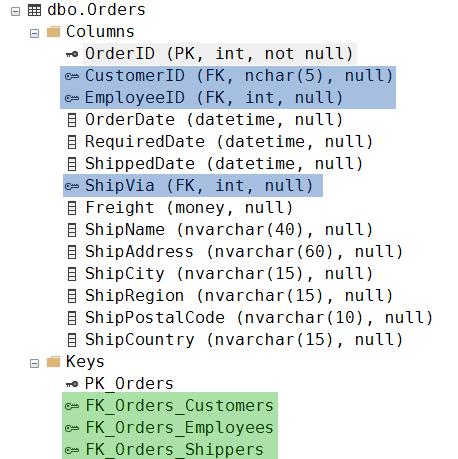 dbo.Orders
Columns
OrderID (PK, int, not null)
CustomerID (FK, nchar(5), null)
EmployeeID (FK, int, null)
OrderDate (datetime, null)
RequiredDate (datetime, null)
ShippedDate (datetime, null)
ShipVia (FK, int, null)
Freight (money, null)
ShipName (nvarchar(40), null)
ShipAddress (nvarchar(60), null)
ShipCity (nvarchar(15), null)
ShipRegion (nvarchar(15), null)
ShipPostalCode (nvarchar(10), null)
ShipCountry (nvarchar(15), null)
Keys
PK_Orders
FK_Orders_Customers
FK_Orders_Employees
FK_Orders_Shippers